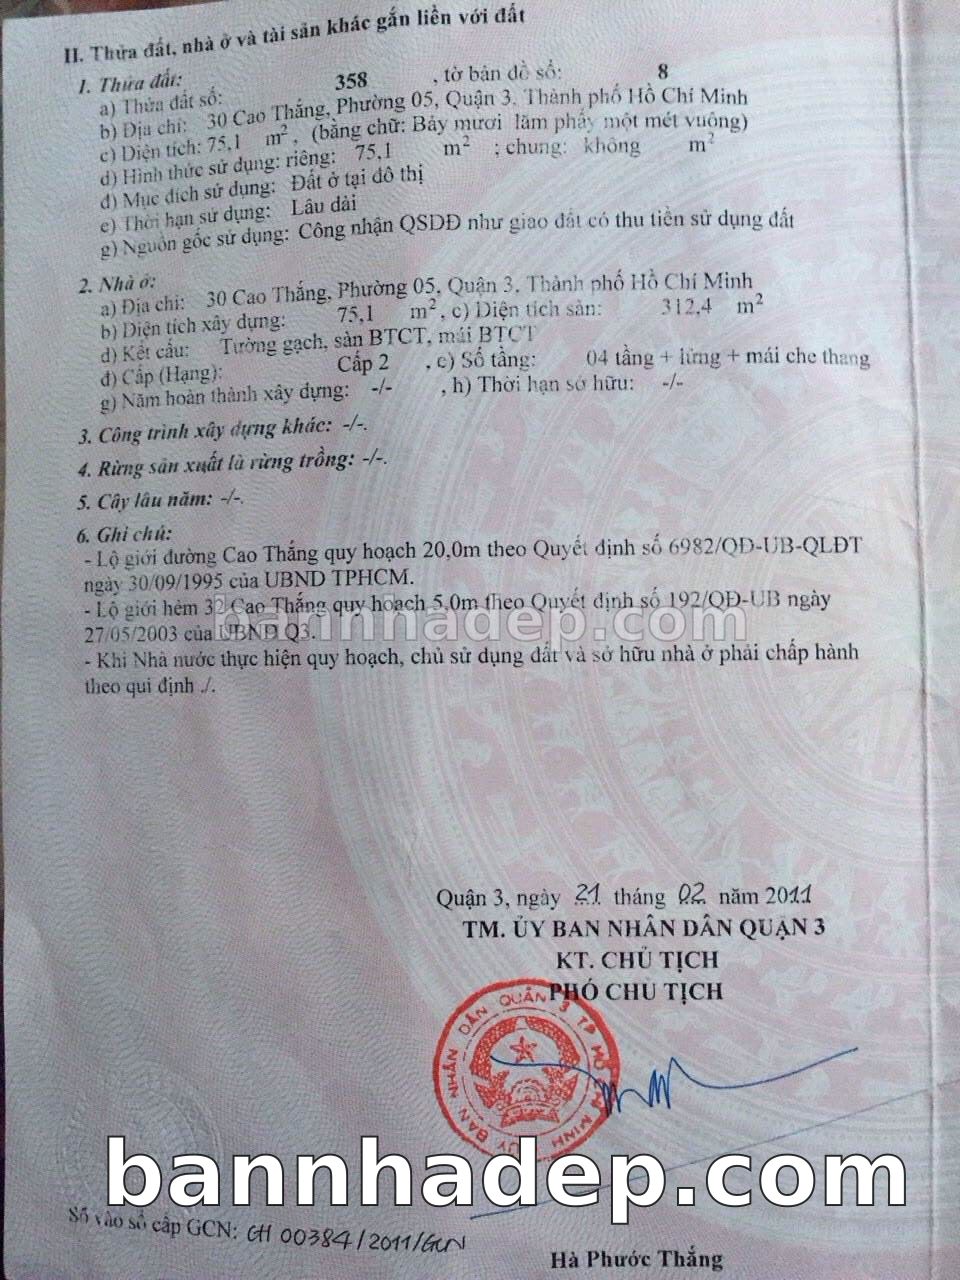 II. Thửa đất, nhà ở và tài sản khác gắn liền với đất
1. Thửa đất:
a) Thửa đất số: 358 , tờ bản đồ số: 8
b) Địa chỉ: 30 Cao Thắng, Phường 05, Quận 3, Thành phố Hồ Chí Minh
c) Diện tích: 75,1 m², (bằng chữ: Bảy mươi lăm phẩy một mét vuông)
d) Hình thức sử dụng: riêng: 75,1 m² ; chung: không m²
đ) Mục đích sử dụng: Đất ở tại đô thị
e) Thời hạn sử dụng: Lâu dài
g) Nguồn gốc sử dụng: Công nhận QSDĐ như giao đất có thu tiền sử dụng đất
2. Nhà ở:
a) Địa chỉ: 30 Cao Thắng, Phường 05, Quận 3, Thành phố Hồ Chí Minh
b) Diện tích xây dựng: 75,1 m², c) Diện tích sàn: 312,4 m²
d) Kết cấu: Tường gạch, sàn BTCT, mái BTCT
đ) Cấp (Hạng): Cấp 2 , e) Số tầng: 04 tầng + lửng + mái che thang
g) Năm hoàn thành xây dựng: -/- , h) Thời hạn sở hữu: -/-
3. Công trình xây dựng khác: -/-.
4. Rừng sản xuất là rừng trồng: -/-.
5. Cây lâu năm: -/-.
6. Ghi chú:
- Lộ giới đường Cao Thắng quy hoạch 20,0m theo Quyết định số 6982/QĐ-UB-QLĐT
ngày 30/09/1995 của UBND TPHCM.
- Lộ giới hẻm 32 Cao Thắng quy hoạch 5,0m theo Quyết định số 192/QĐ-UB ngày
27/05/2003 của UBND Q3.
bannhadep.com
- Khi Nhà nước thực hiện quy hoạch, chủ sử dụng đất và sở hữu nhà ở phải chấp hành
theo qui định ./.
Quận 3, ngày 21 tháng 02 năm 2011
TM. ỦY BAN NHÂN DÂN QUẬN 3
KT. CHỦ TỊCH
PHÓ CHỦ TỊCH
ỦY BAN NHÂN DÂN QUẬN 3 TP HỒ CHÍ MINH
bannhadep.com
Số vào sổ cấp GCN: CH 00384/2011/GCN
Hà Phước Thắng